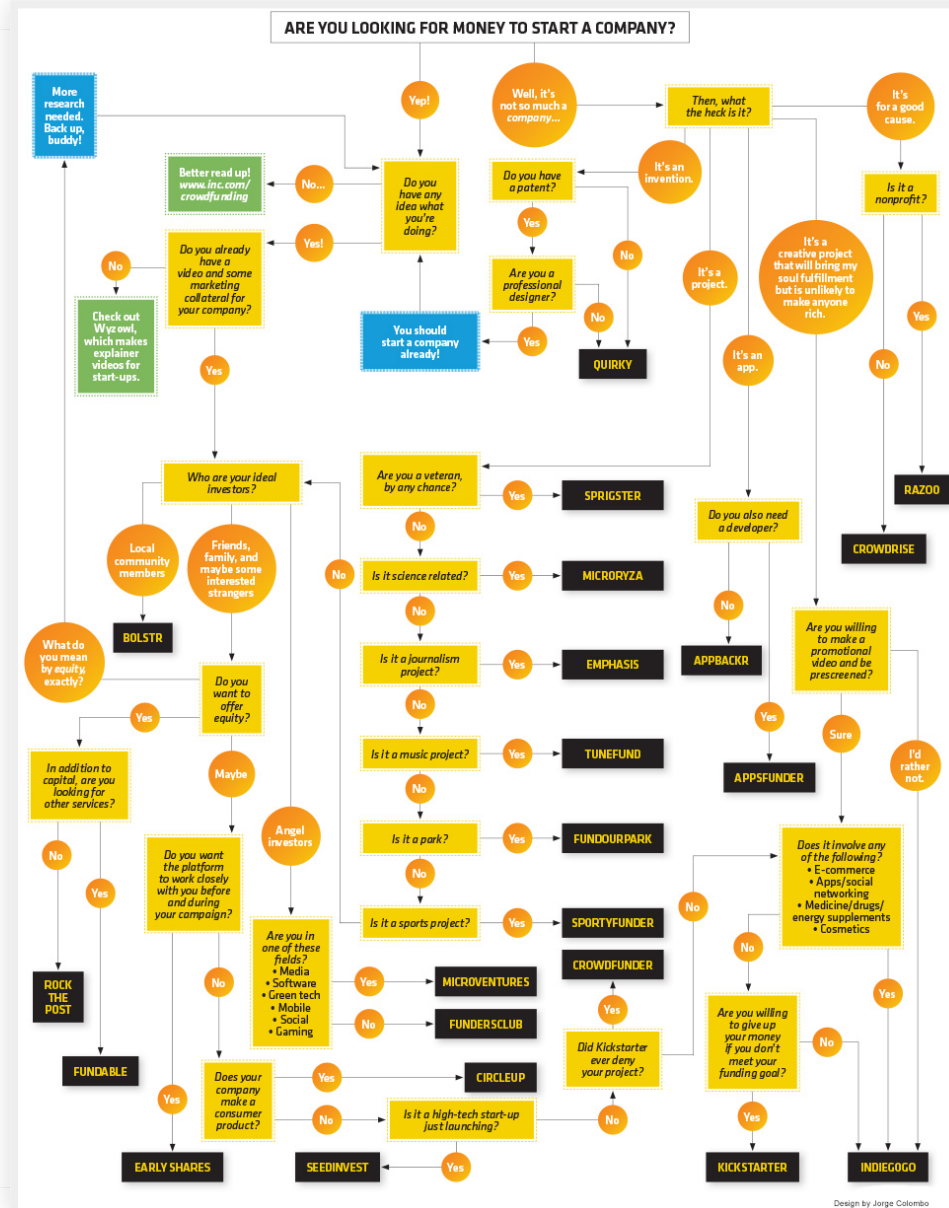 ARE YOU LOOKING FOR MONEY TO START A COMPANY?
More
research
needed.
Back up,
buddy!
Yep!
Well, it's
not so much a
company...
Then, what
the heck is it?
It's
for a good
cause.
Better read up!
www.inc.com/
crowdfunding
No...
Do you
have any
idea what
you're
doing?
Do you have
a patent?
It's an
invention.
Is it a
nonprofit?
Yes
No
Yes!
Do you already
have a
video and some
marketing
collateral for
your company?
No
Are you a
professional
designer?
It's a
project.
It's a
creative project
that will bring my
soul fulfillment
but is unlikely to
make anyone
rich.
Check out
Wyzowl,
which makes
explainer
videos for
start-ups.
You should
start a company
already!
Yes
No
QUIRKY
It's an
app.
No
Yes
Yes
Who are your ideal
investors?
Are you a veteran,
by any chance?
Yes
SPRIGSTER
RAZOO
No
Do you also need
a developer?
CROWDRISE
Local
community
members
Friends,
family, and
maybe some
interested
strangers
No
Is it science related?
Yes
MICRORYZA
No
No
BOLSTR
What do
you mean
by equity,
exactly?
Do you
want to
offer
equity?
Is it a journalism
project?
Yes
EMPHASIS
APPBACKR
Are you willing
to make a
promotional
video and be
prescreened?
No
Yes
Yes
Sure
I'd
rather
not.
In addition to
capital, are you
looking for
other services?
Maybe
Is it a music project?
Yes
TUNEFUND
APPSFUNDER
No
Angel
investors
Is it a park?
Yes
FUNDOURPARK
No
Yes
Do you want
the platform
to work closely
with you before
and during
your campaign?
No
Does it involve any
of the following?
• E-commerce
• Apps/social
networking
• Medicine/drugs/
energy supplements
• Cosmetics
Is it a sports project?
Yes
SPORTYFUNDER
No
Are you in
one of these
fields?
• Media
• Software
• Green tech
• Mobile
• Social
• Gaming
No
CROWDFUNDER
No
Yes
ROCK
THE
POST
Yes
MICROVENTURES
Yes
No
FUNDERSCLUB
Are you willing
to give up
your money
if you don't
meet your
funding goal?
No
Did Kickstarter
ever deny
your project?
FUNDABLE
Does your
company
make a
consumer
product?
Yes
CIRCLEUP
Yes
No
Is it a high-tech start-up
just launching?
No
Yes
EARLY SHARES
SEEDINVEST
Yes
KICKSTARTER
INDIEGOGO
Design by Jorge Colombo